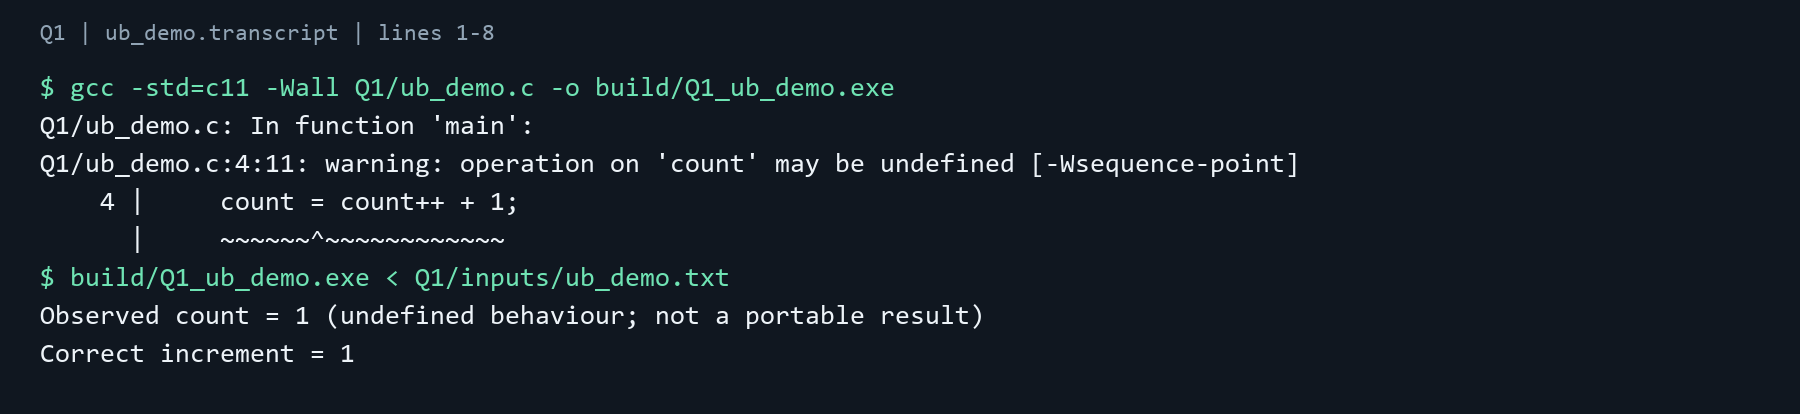 Q1 | ub_demo.transcript | lines 1-8
$ gcc -std=c11 -Wall Q1/ub_demo.c -o build/Q1_ub_demo.exe
Q1/ub_demo.c: In function 'main':
Q1/ub_demo.c:4:11: warning: operation on 'count' may be undefined [-Wsequence-point]
    4 |     count = count++ + 1;
      |     ~~~~~~^~~~~~~~~~~~~
$ build/Q1_ub_demo.exe < Q1/inputs/ub_demo.txt
Observed count = 1 (undefined behaviour; not a portable result)
Correct increment = 1